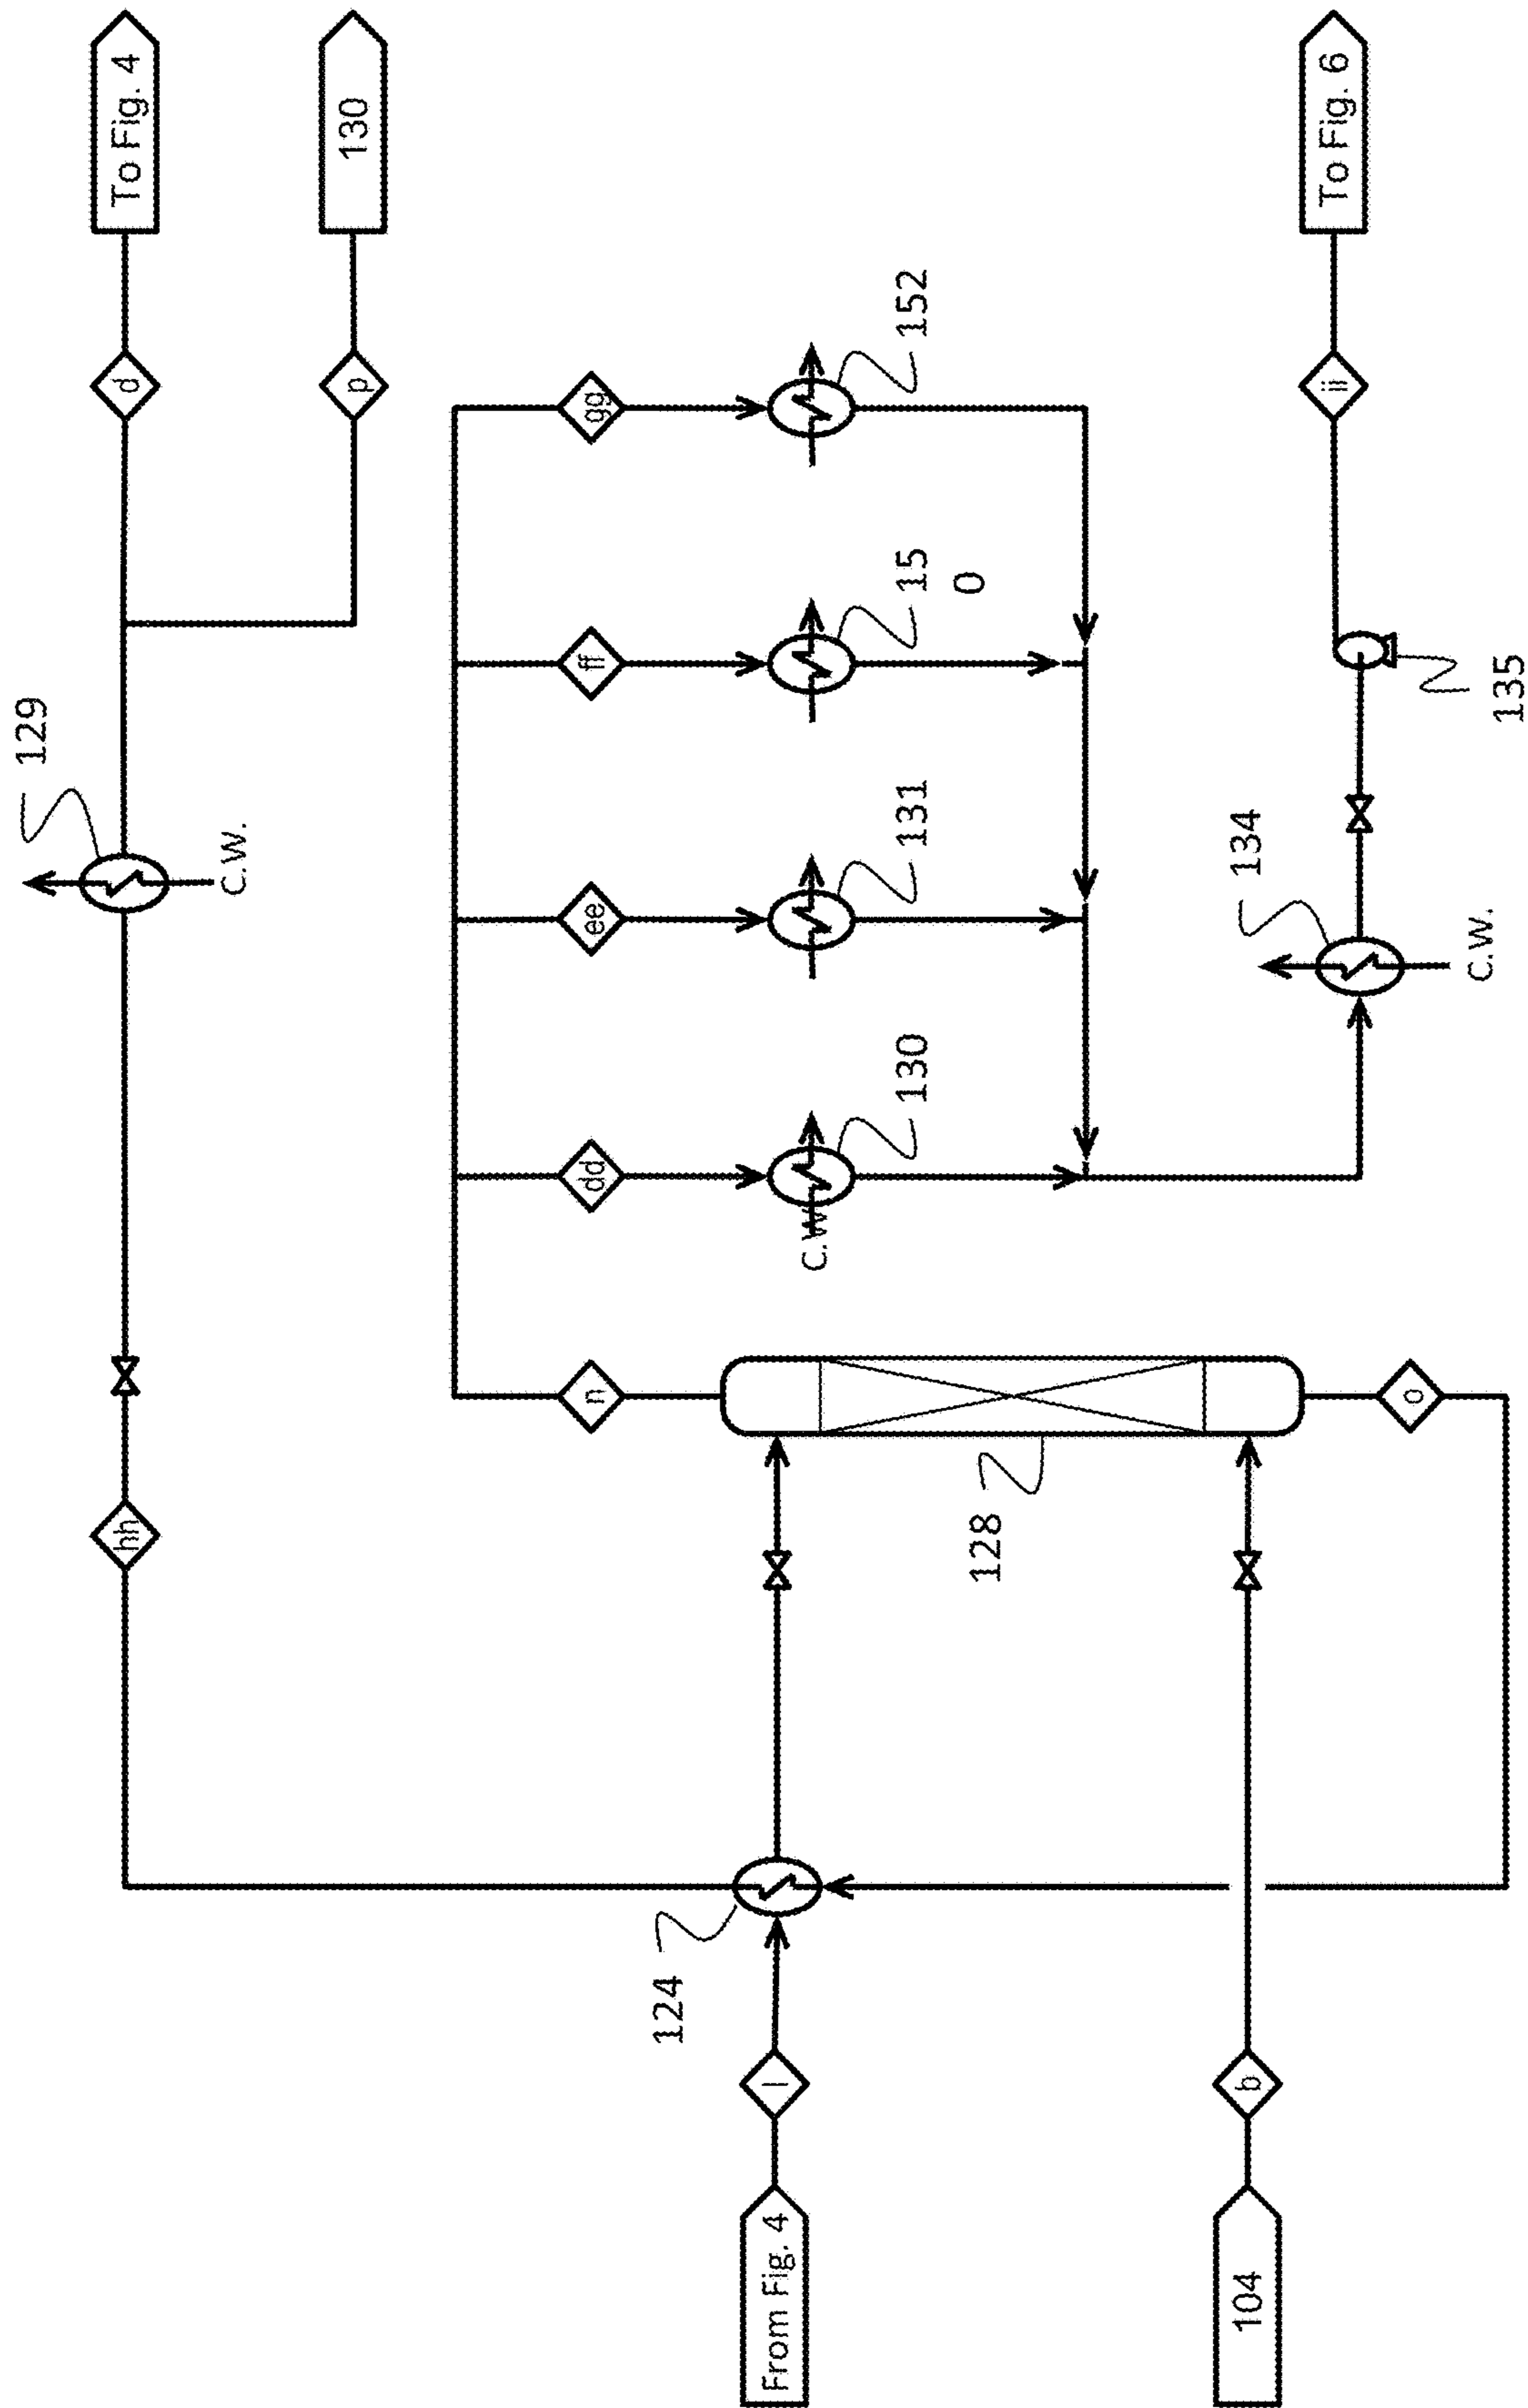 129
To Fig. 4
d
hh
C.W.
130
p
n
dd
ee
ff
gg
C.W
130
131
15
0
152
From Fig. 4
l
124
128
104
b
o
134
C.W.
135
ii
To Fig. 6